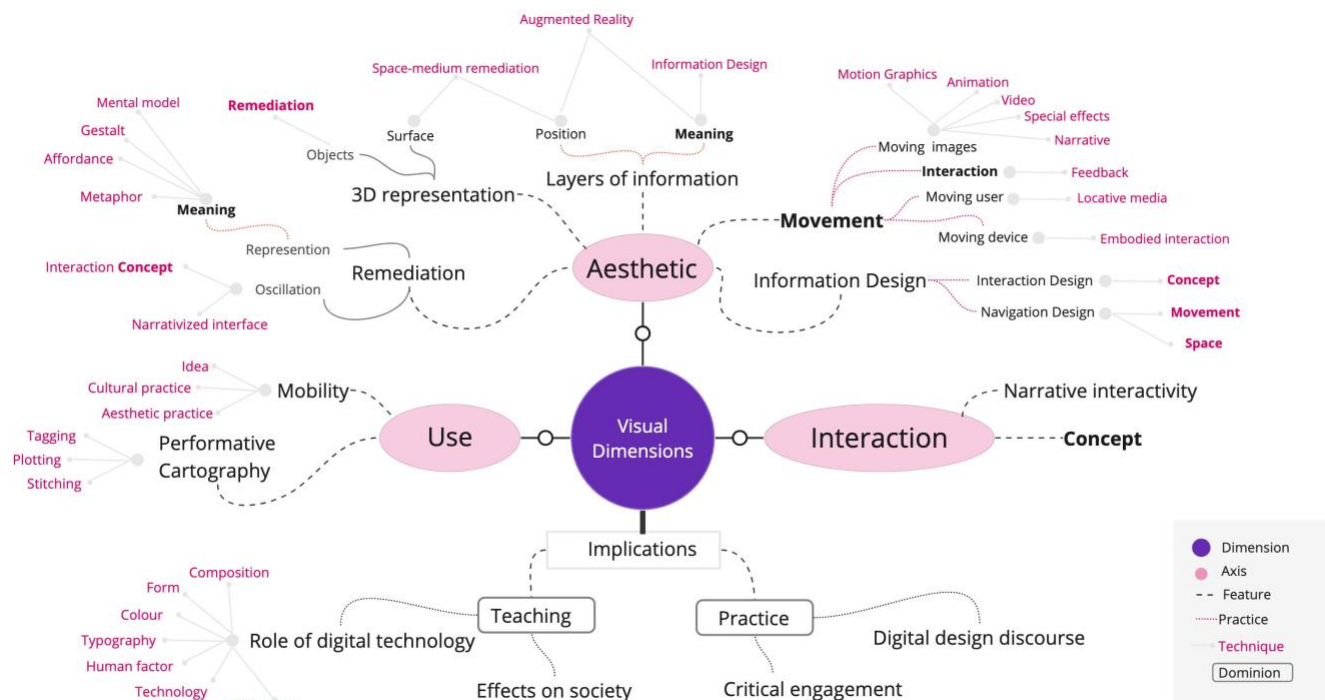 Augmented Reality
Space-medium remediation
Information Design
Motion Graphics
Animation
Video
Special effects
Narrative
Mental model
Remediation
Gestalt
Surface
Position
Meaning
Moving images
Affordance
Objects
Interaction
Feedback
Metaphor
3D representation
Layers of information
Moving user
Locative media
Meaning
Movement
Moving device
Embodied interaction
Represention
Interaction Concept
Remediation
Aesthetic
Information Design
Interaction Design
Concept
Oscillation
Navigation Design
Movement
Narrativized interface
Space
Idea
Cultural practice
Mobility
Aesthetic practice
Narrative interactivity
Tagging
Plotting
Stitching
Performative
Cartography
Use
Visual
Dimensions
Interaction
Concept
Implications
Composition
Form
Colour
Typography
Human factor
Technology
Role of digital technology
Teaching
Effects on society
Practice
Digital design discourse
Critical engagement
Dimension
Axis
Feature
Practice
Technique
Dominion